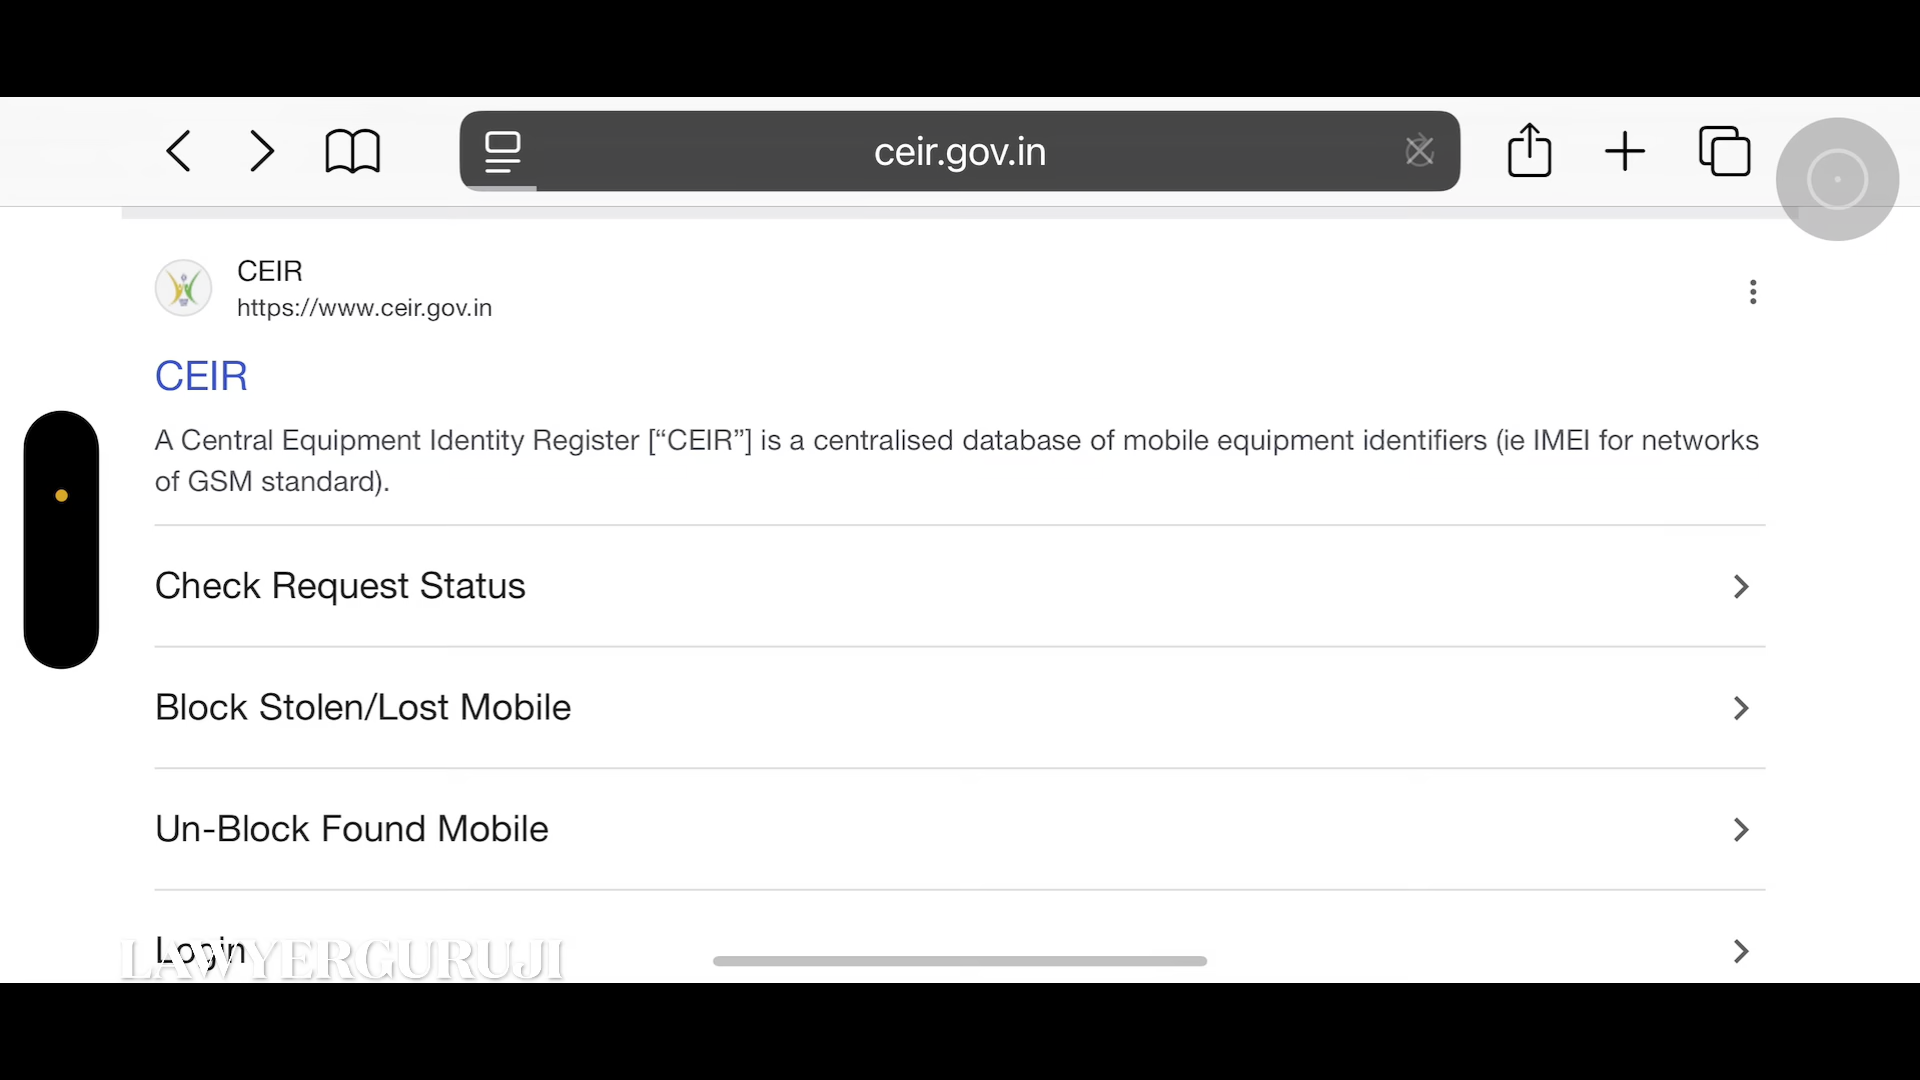 ceir.gov.in
CEIR
https://www.ceir.gov.in
CEIR
A Central Equipment Identity Register [“CEIR”] is a centralised database of mobile equipment identifiers (ie IMEI for networks
of GSM standard).
Check Request Status
Block Stolen/Lost Mobile
Un-Block Found Mobile
Login
LAWYERGURUJI